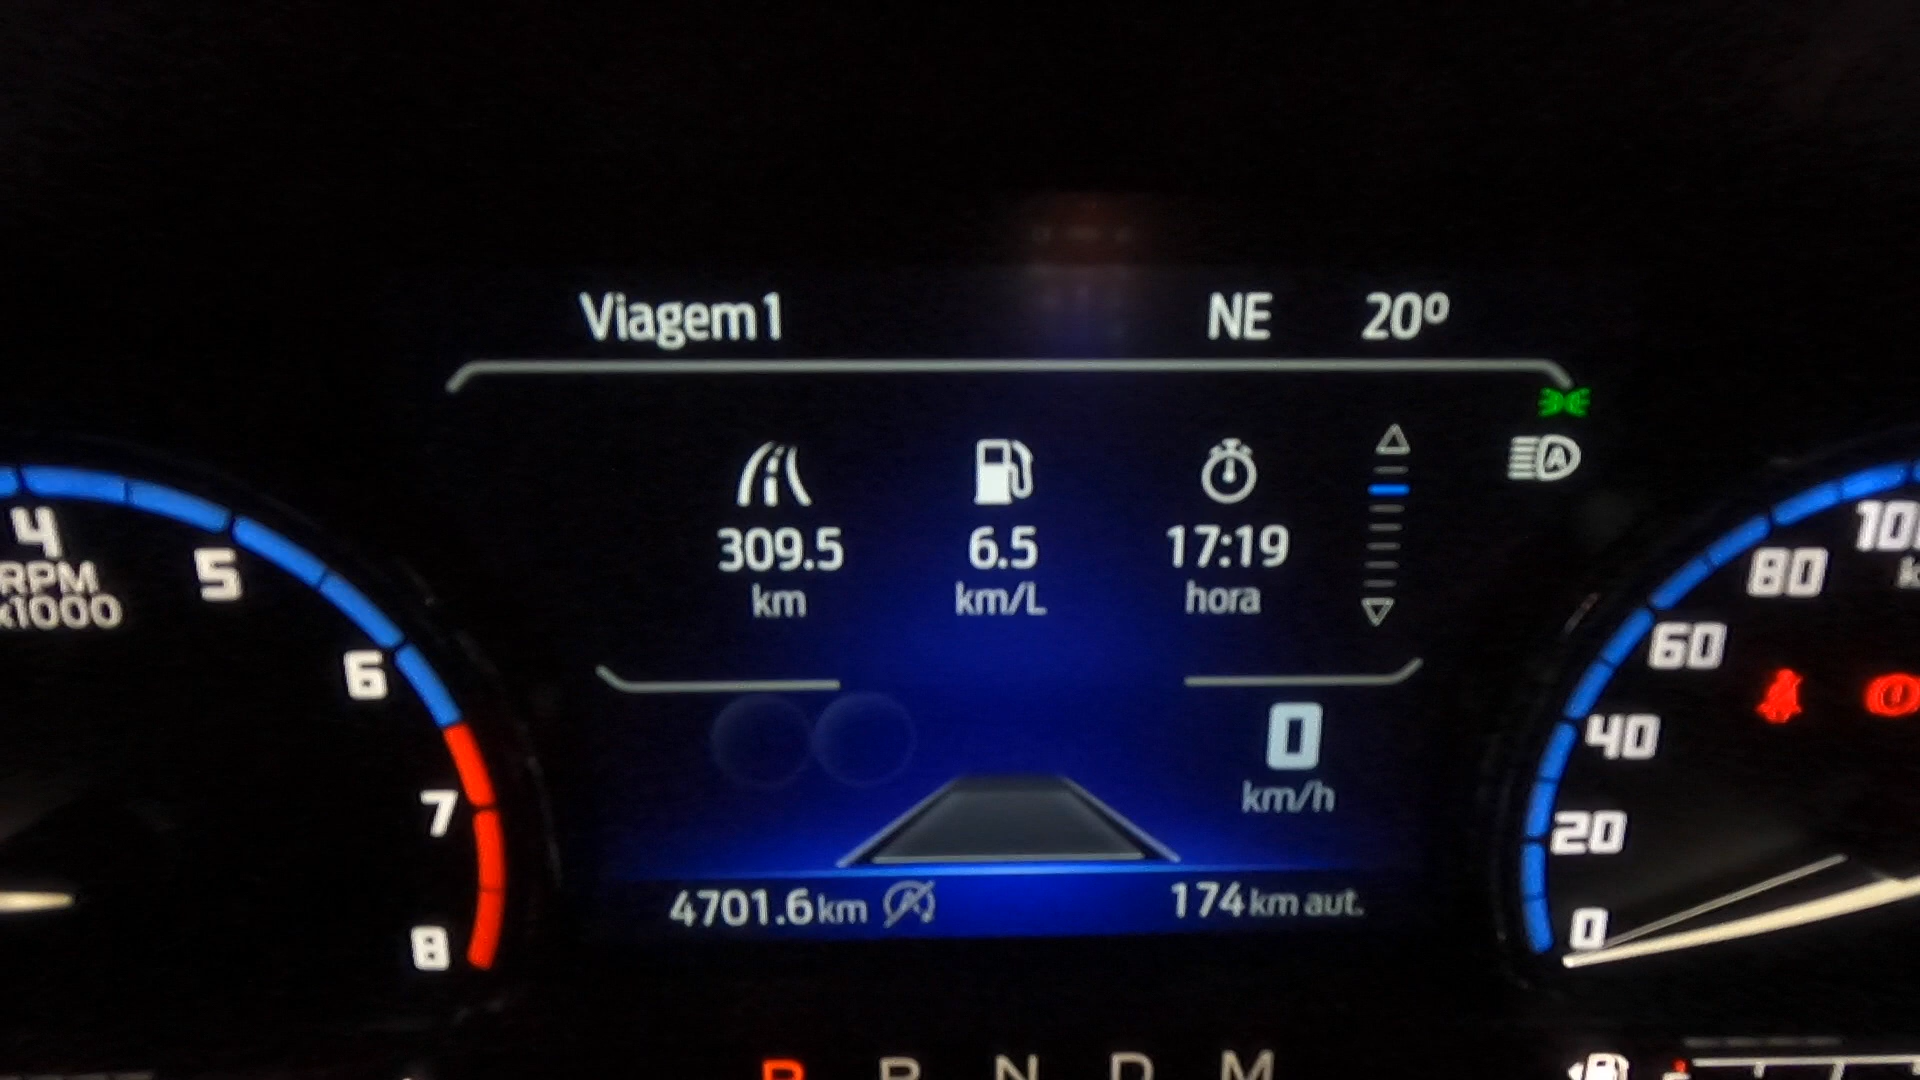 Viagem 1 NE 20º
309.5 6.5 17:19
km km/L hora
4
RPM
x1000
5
6
7
8
100
80
60
40
20
0
0
km/h
4701.6 km 174 km aut.
P R N D M